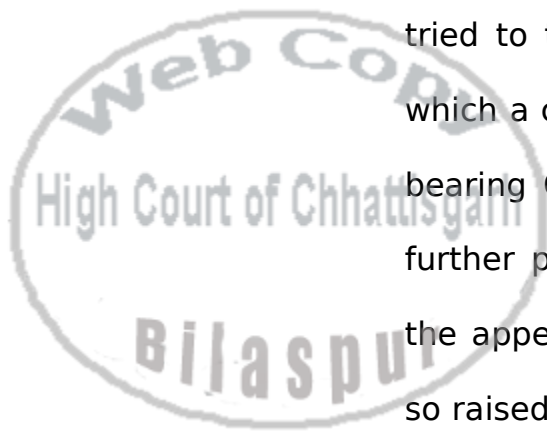 Web Copy
High Court of Chhattisgarh
Bilaspur
tried to
which a
bearing
further
the appe
so raised